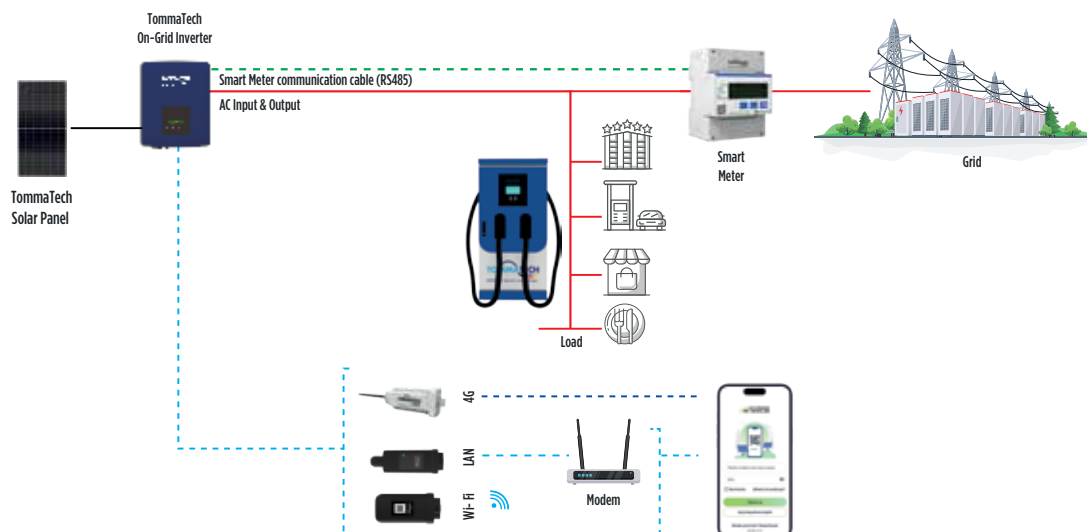 TommaTech
On-Grid Inverter
Smart Meter communication cable (RS485)
AC Input & Output
TommaTech
Solar Panel
Smart
Meter
Grid
TOMMATECH
Load
4G
LAN
Wi-Fi
Modem